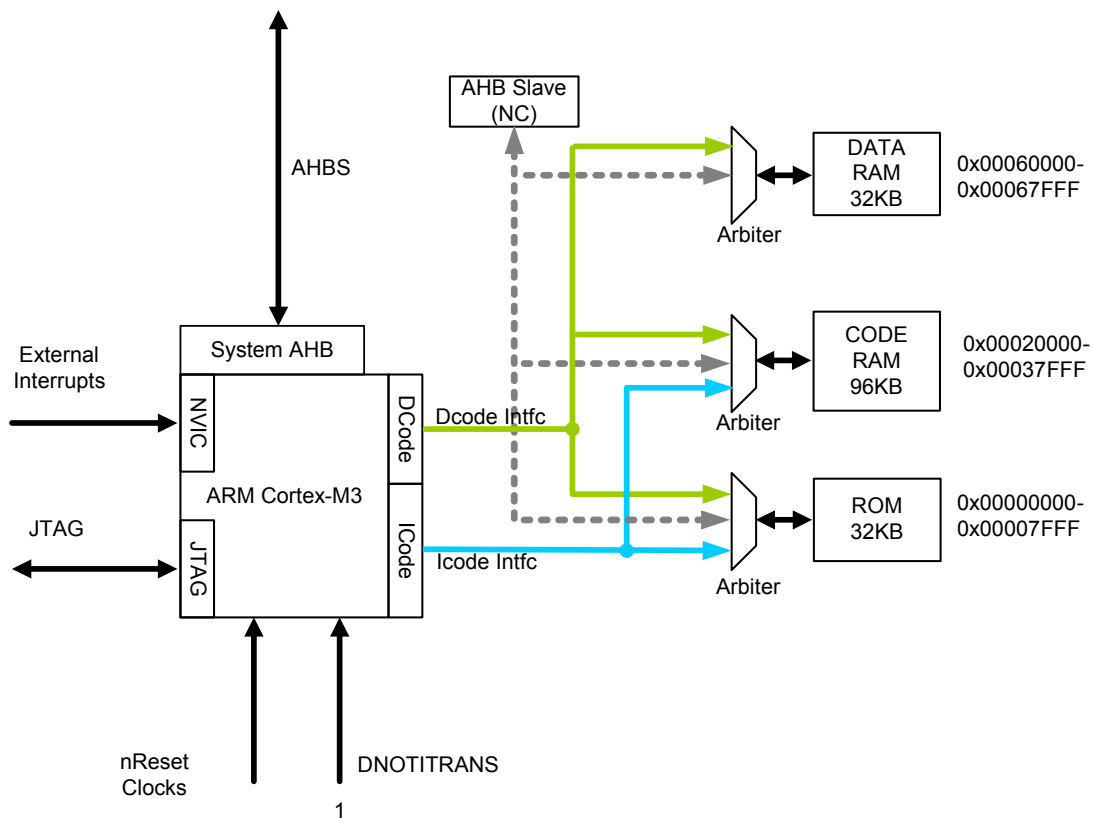 AHB Slave
(NC)
AHBS
DATA
RAM
32KB
0x00060000-
0x00067FFF
Arbiter
System AHB
External
Interrupts
NVIC
DCode
Dcode Intfc
CODE
RAM
96KB
0x00020000-
0x00037FFF
Arbiter
ARM Cortex-M3
JTAG
JTAG
ICode
Icode Intfc
ROM
32KB
0x00000000-
0x00007FFF
Arbiter
nReset
Clocks
DNOTITRANS
1